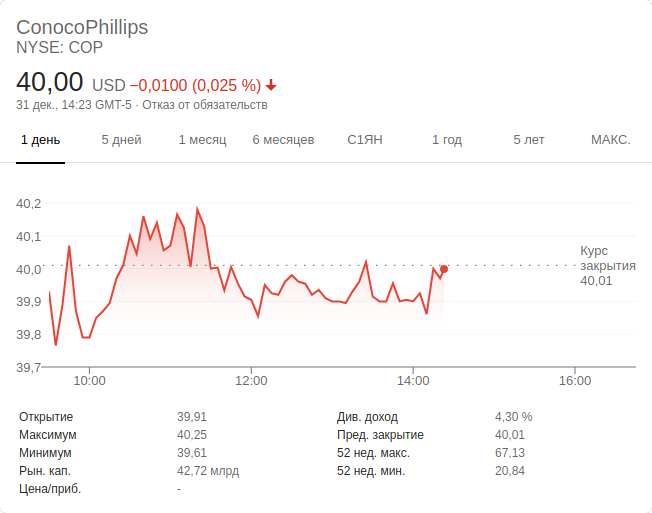 ConocoPhillips
NYSE: COP
40,00 USD −0,0100 (0,025 %)
31 дек., 14:23 GMT-5 · Отказ от обязательств
1 день 5 дней 1 месяц 6 месяцев С1ЯН 1 год 5 лет МАКС.
40,2
40,1
40,0
39,9
39,8
39,7
Курс
закрытия
40,01
10:00 12:00 14:00 16:00
Открытие 39,91 Див. доход 4,30 %
Максимум 40,25 Пред. закрытие 40,01
Минимум 39,61 52 нед. макс. 67,13
Рын. кап. 42,72 млрд 52 нед. мин. 20,84
Цена/приб. -